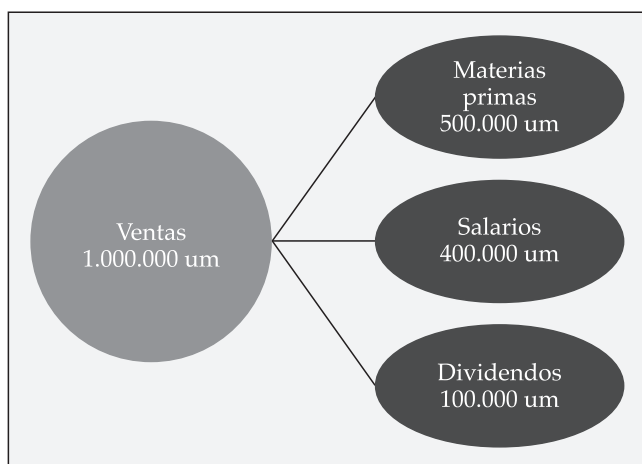 Ventas
1.000.000 um
Materias
primas
500.000 um
Salarios
400.000 um
Dividendos
100.000 um